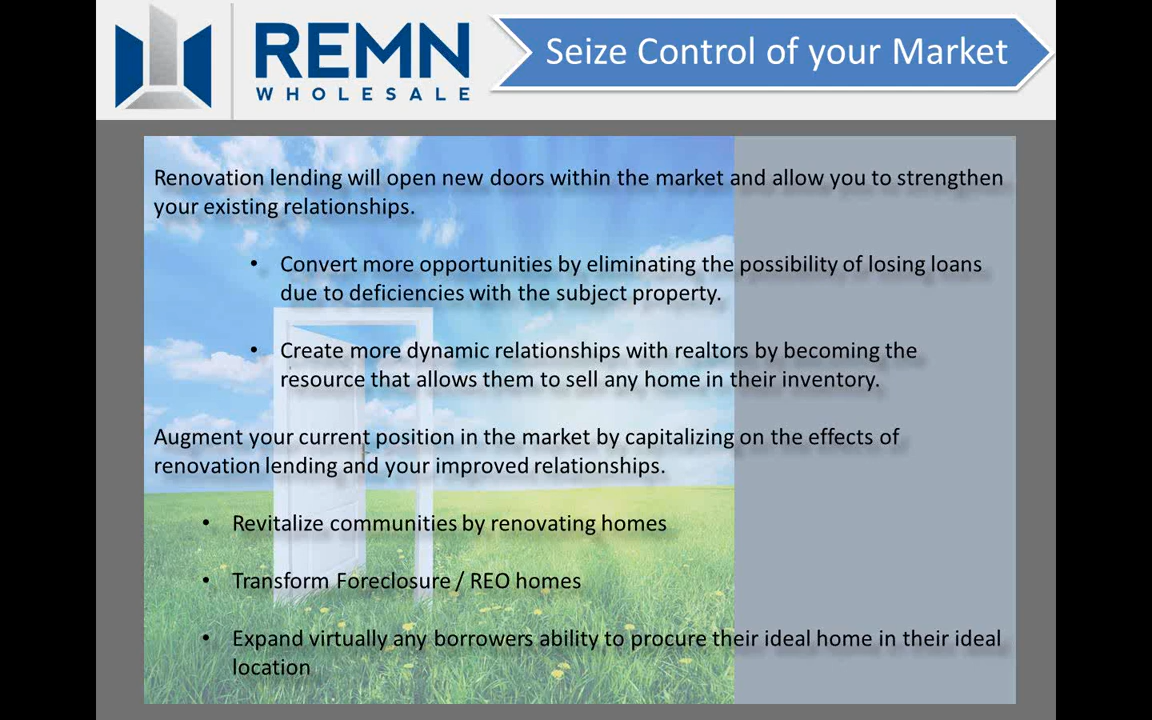 REMN
WHOLESALE
Seize Control of your Market
Renovation lending will open new doors within the market and allow you to strengthen
your existing relationships.
• Convert more opportunities by eliminating the possibility of losing loans
due to deficiencies with the subject property.
• Create more dynamic relationships with realtors by becoming the
resource that allows them to sell any home in their inventory.
Augment your current position in the market by capitalizing on the effects of
renovation lending and your improved relationships.
• Revitalize communities by renovating homes
• Transform Foreclosure / REO homes
• Expand virtually any borrowers ability to procure their ideal home in their ideal
location